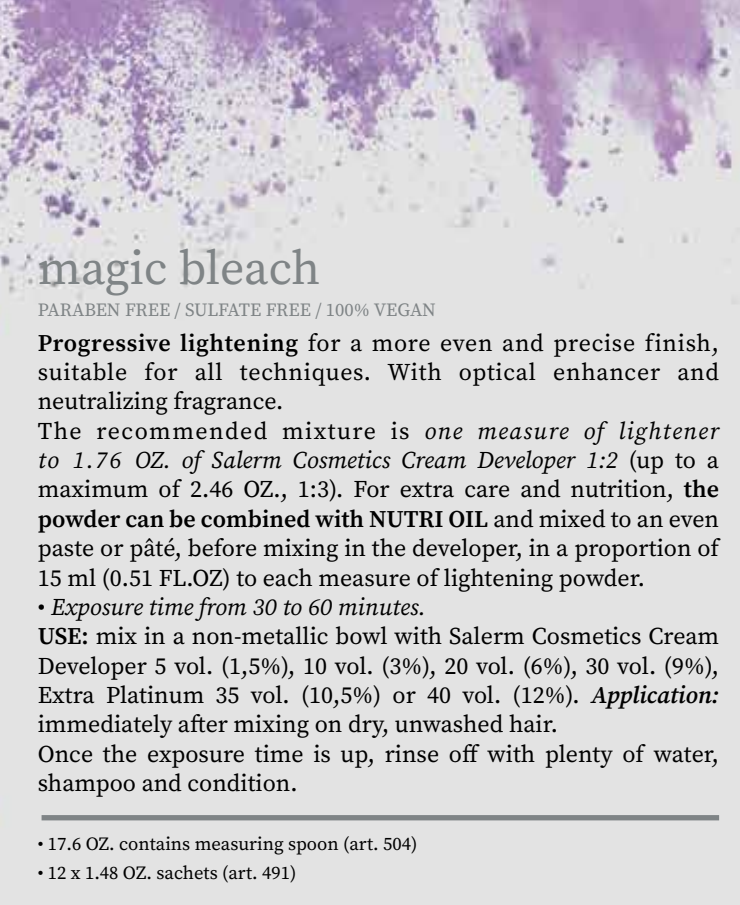 magic bleach
PARABEN FREE / SULFATE FREE / 100% VEGAN
Progressive lightening for a more even and precise finish,
suitable for all techniques. With optical enhancer and
neutralizing fragrance.
The recommended mixture is one measure of lightener
to 1.76 OZ. of Salerm Cosmetics Cream Developer 1:2 (up to a
maximum of 2.46 OZ., 1:3). For extra care and nutrition, the
powder can be combined with NUTRI OIL and mixed to an even
paste or pâté, before mixing in the developer, in a proportion of
15 ml (0.51 FL.OZ) to each measure of lightening powder.
• Exposure time from 30 to 60 minutes.
USE: mix in a non-metallic bowl with Salerm Cosmetics Cream
Developer 5 vol. (1,5%), 10 vol. (3%), 20 vol. (6%), 30 vol. (9%),
Extra Platinum 35 vol. (10,5%) or 40 vol. (12%). Application:
immediately after mixing on dry, unwashed hair.
Once the exposure time is up, rinse off with plenty of water,
shampoo and condition.
• 17.6 OZ. contains measuring spoon (art. 504)
• 12 x 1.48 OZ. sachets (art. 491)